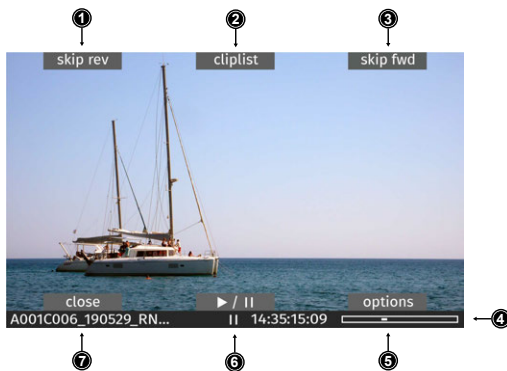 1 2 3
skip rev cliplist skip fwd
close ▶ / II options
A001C006_190529_RN... II 14:35:15:09 4
7 6 5